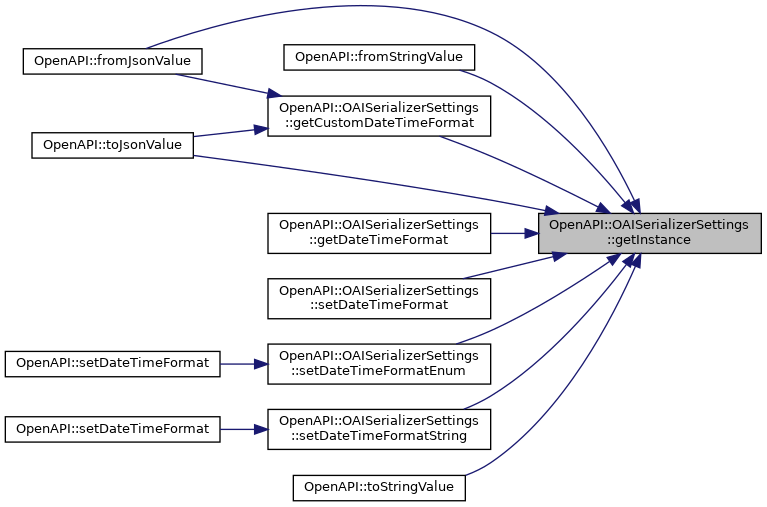 OpenAPI::fromJsonValue
OpenAPI::fromStringValue
OpenAPI::OAISerializerSettings
::getCustomDateTimeFormat
OpenAPI::toJsonValue
OpenAPI::OAISerializerSettings
::getDateTimeFormat
OpenAPI::OAISerializerSettings
::getInstance
OpenAPI::OAISerializerSettings
::setDateTimeFormat
OpenAPI::setDateTimeFormat
OpenAPI::OAISerializerSettings
::setDateTimeFormatEnum
OpenAPI::setDateTimeFormat
OpenAPI::OAISerializerSettings
::setDateTimeFormatString
OpenAPI::toStringValue